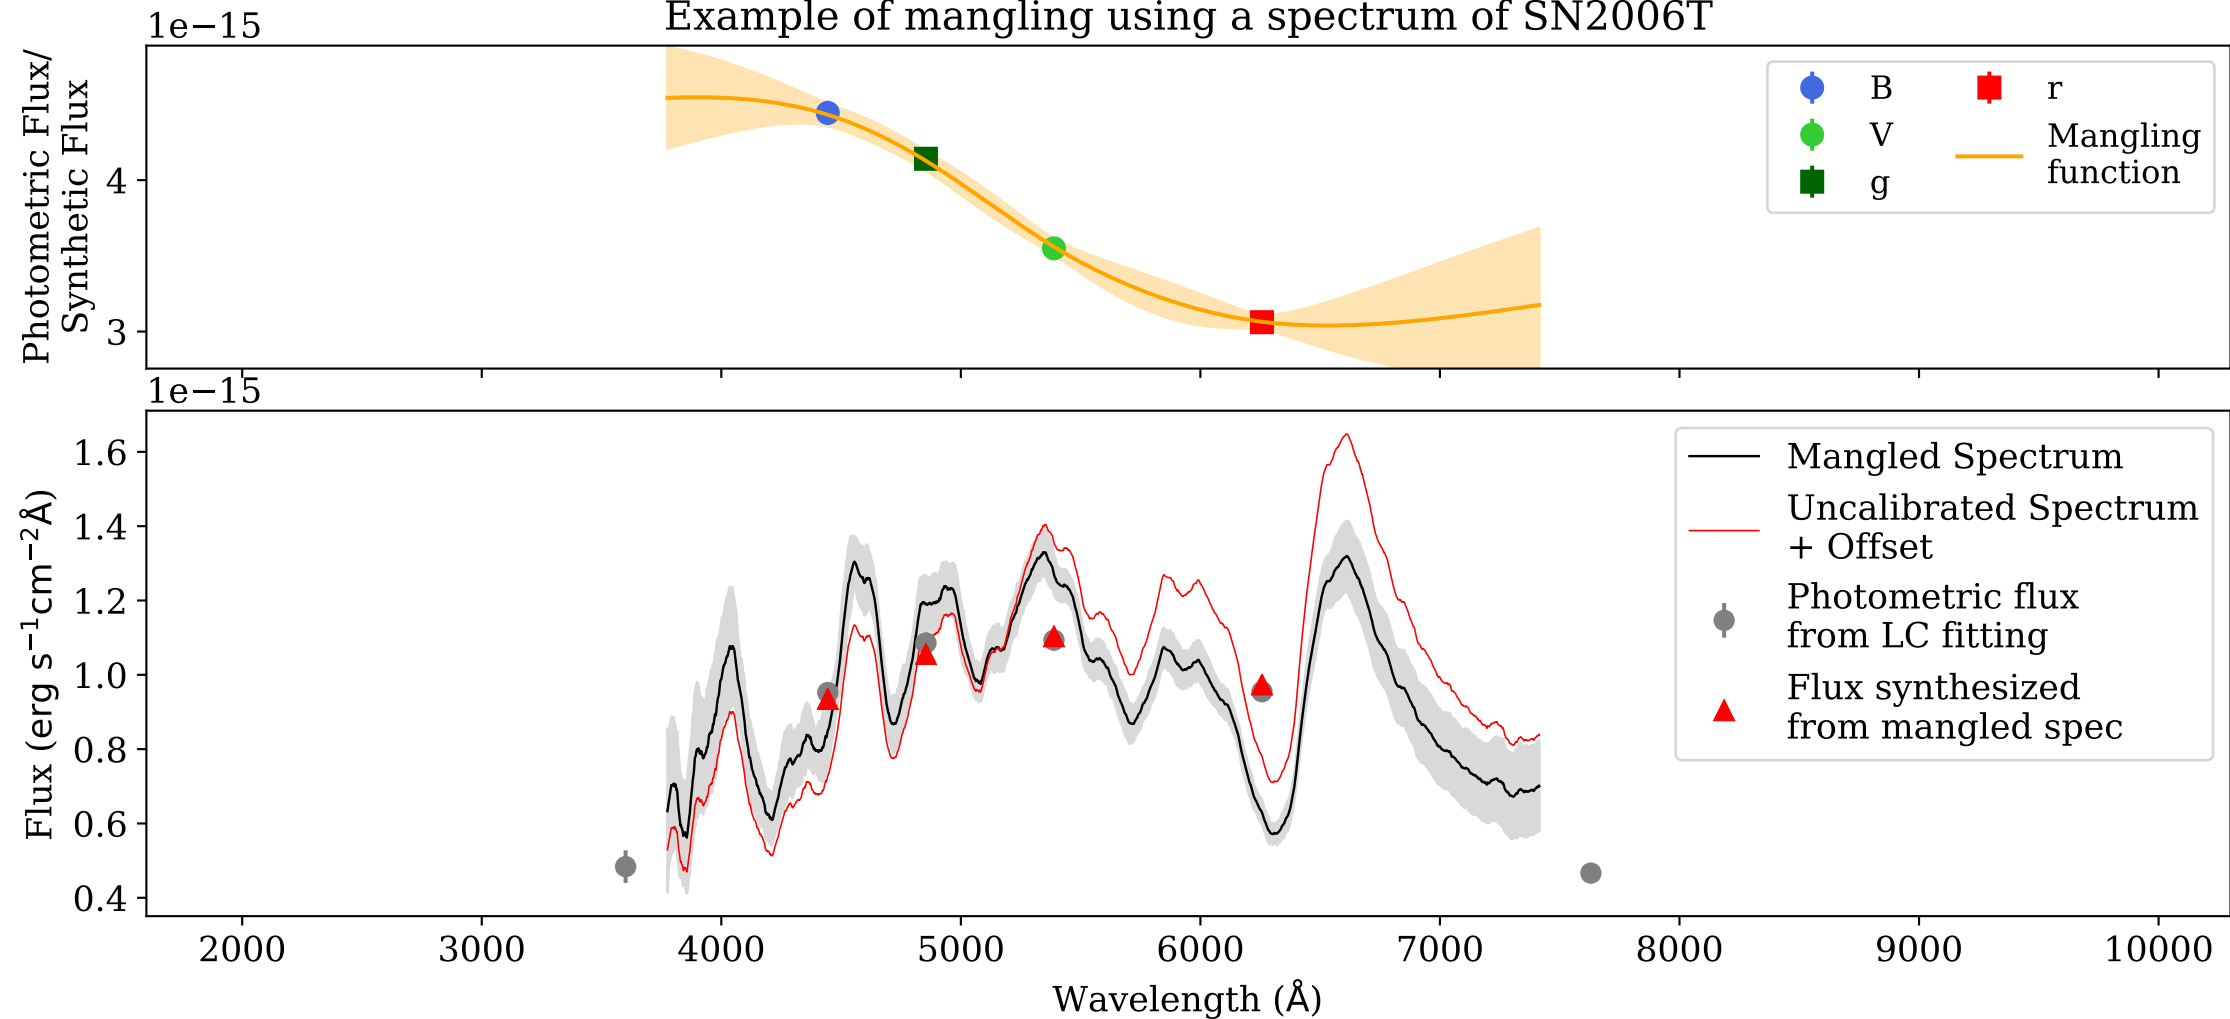 Example of mangling using a spectrum of SN2006T
1e−15
Photometric Flux/
Synthetic Flux
4
3
B
V
g
r
Mangling
function
1e−15
Flux (erg s⁻¹cm⁻²Å)
1.6
1.4
1.2
1.0
0.8
0.6
0.4
Mangled Spectrum
Uncalibrated Spectrum
+ Offset
Photometric flux
from LC fitting
Flux synthesized
from mangled spec
2000 3000 4000 5000 6000 7000 8000 9000 10000
Wavelength (Å)